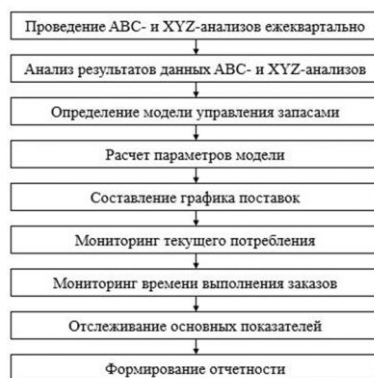 Проведение ABC- и XYZ-анализов ежеквартально
Анализ результатов данных ABC- и XYZ-анализов
Определение модели управления запасами
Расчет параметров модели
Составление графика поставок
Мониторинг текущего потребления
Мониторинг времени выполнения заказов
Отслеживание основных показателей
Формирование отчетности